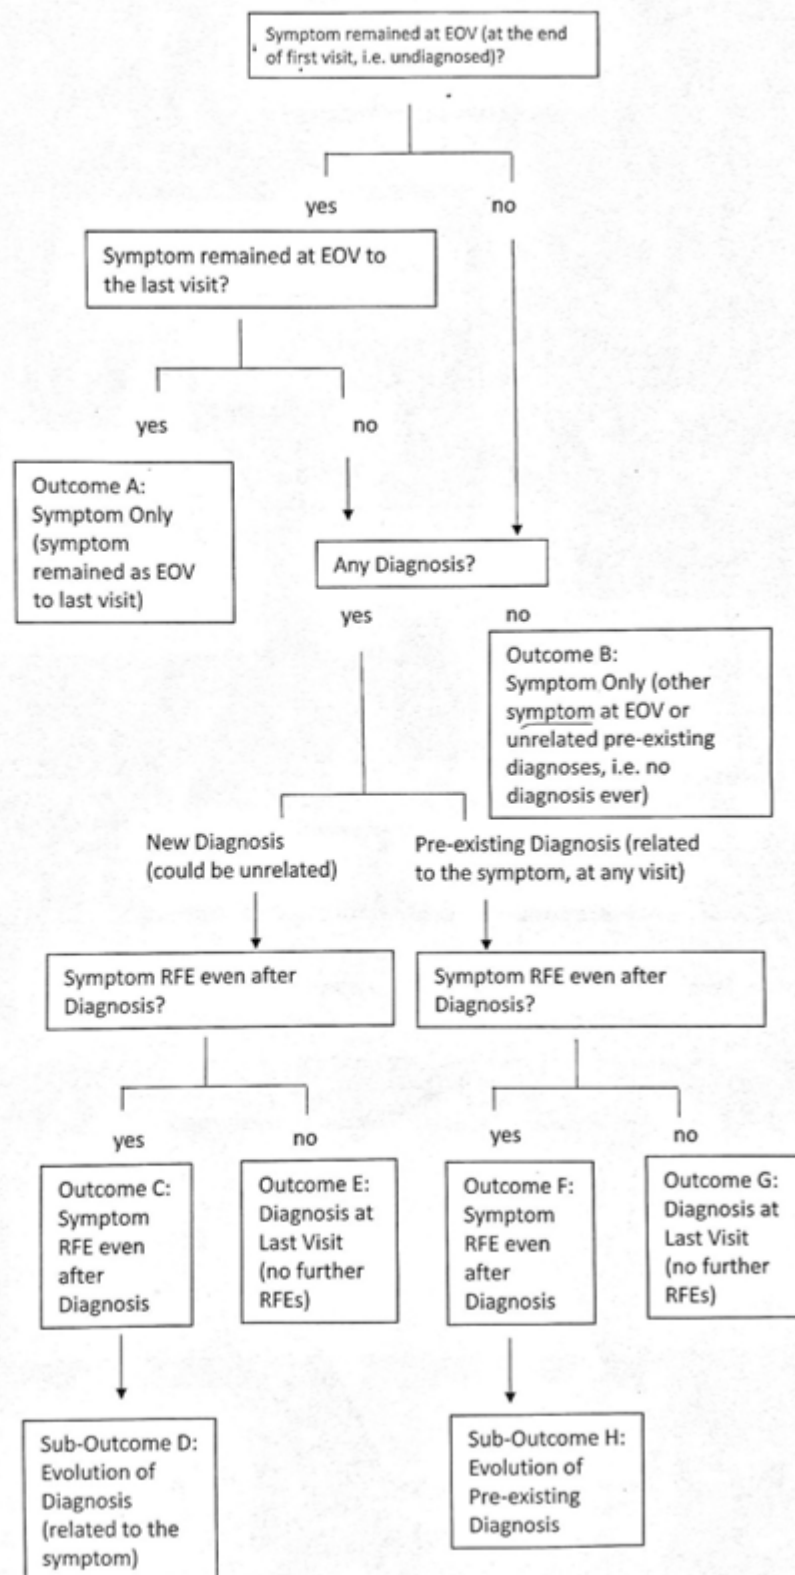 Symptom remained at EOV (at the end
of first visit, i.e. undiagnosed)?
yes
no
Symptom remained at EOV to
the last visit?
yes
no
Outcome A:
Symptom Only
(symptom
remained as EOV
to last visit)
Any Diagnosis?
yes
no
Outcome B:
Symptom Only (other
symptom at EOV or
unrelated pre-existing
diagnoses, i.e. no
diagnosis ever)
New Diagnosis
(could be unrelated)
Pre-existing Diagnosis (related
to the symptom, at any visit)
Symptom RFE even after
Diagnosis?
Symptom RFE even after
Diagnosis?
yes
no
yes
no
Outcome C:
Symptom
RFE even
after
Diagnosis
Outcome E:
Diagnosis at
Last Visit
(no further
RFEs)
Outcome F:
Symptom
RFE even
after
Diagnosis
Outcome G:
Diagnosis at
Last Visit
(no further
RFEs)
Sub-Outcome D:
Evolution of
Diagnosis
(related to the
symptom)
Sub-Outcome H:
Evolution of
Pre-existing
Diagnosis